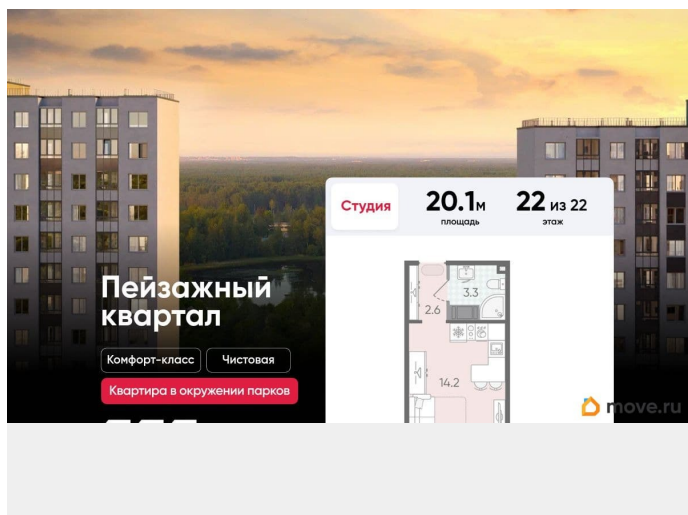 Студия
20.1м
площадь
22 из 22
этаж
3.3
2.6
14.2
Пейзажный
квартал
Комфорт-класс
Чистовая
Квартира в окружении парков
move.ru